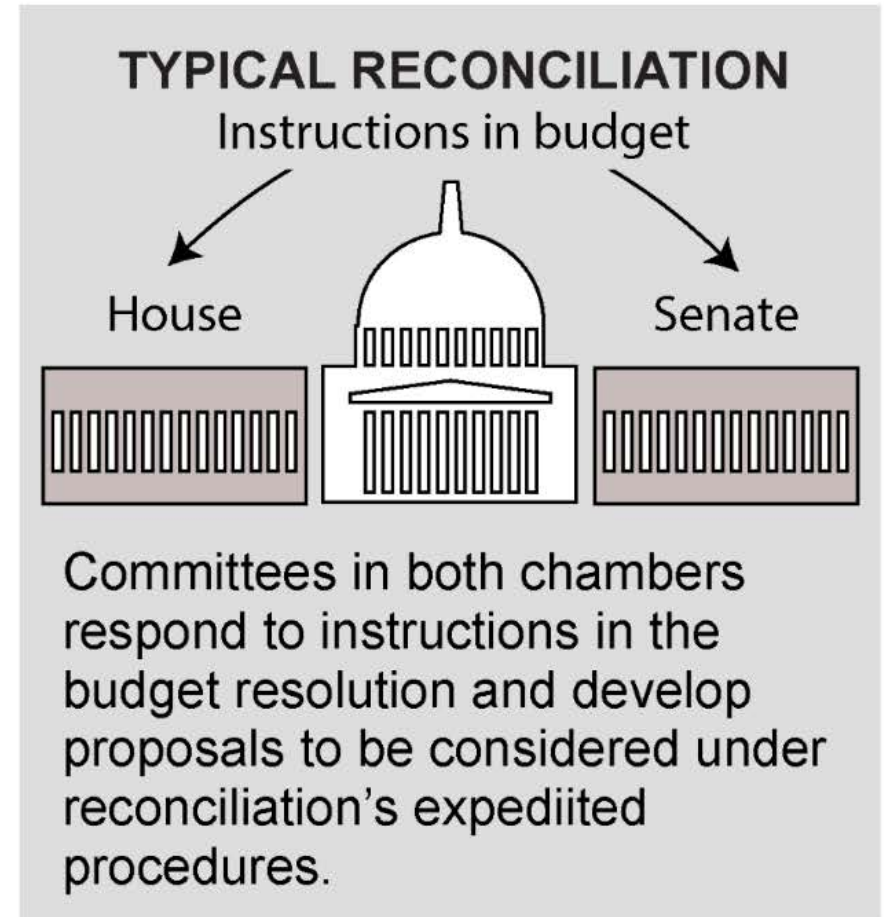 TYPICAL RECONCILIATION
Instructions in budget
House
Senate
Committees in both chambers
respond to instructions in the
budget resolution and develop
proposals to be considered under
reconciliation’s expediited
procedures.